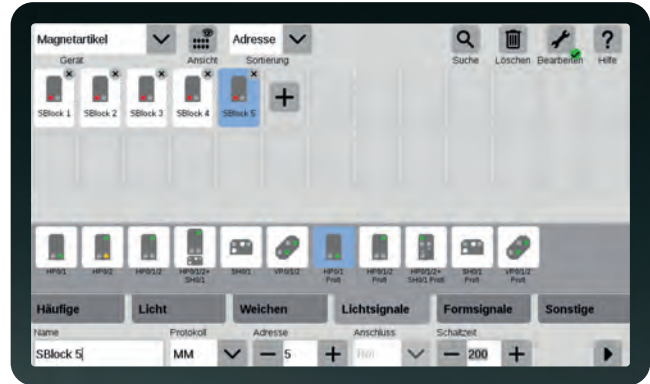 Magnetartikel Adresse
Gerät Ansicht Sortierung Suche Löschen Bearbeiten Hilfe
SBlock 1 SBlock 2 SBlock 3 SBlock 4 SBlock 5
HP0/1 HP0/2 HP0/1/2 HP0/1/2+ SH0/1 SH0/1 VP0/1/2 HP0/1 Profi HP0/1/2 Profi HP0/1/2+ SH0/1 Profi SH0/1 Profi VP0/1/2 Profi
Häufige Licht Weichen Lichtsignale Formsignale Sonstige
Name Protokoll Adresse Anschluss Schaltzeit
SBlock 5 MM 5 200